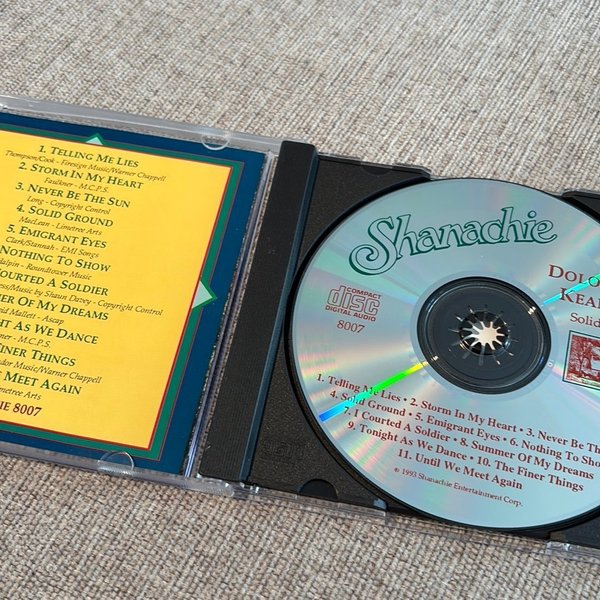 1. TELLING ME LIES
Thompson/Cook - Firesign Music/Warner Chappell
2. STORM IN MY HEART
Faulkner - M.C.P.S.
3. NEVER BE THE SUN
Long - Copyright Control
4. SOLID GROUND
MacLean - Limetree Arts
5. EMIGRANT EYES
Clark/Stannah - EMI Songs
NOTHING TO SHOW
- Roundtower Music
COURTED A SOLDIER
Music by Shaun Davey - Copyright Control
OF MY DREAMS
Mallett - Ascap
AS WE DANCE
- M.C.P.S.
FINER THINGS
Music/Warner Chappell
MEET AGAIN
Arts
8007
Shanachie
COMPACT
disc
DIGITAL AUDIO
8007
Solid
1. Telling Me Lies • 2. Storm In My Heart • 3. Never Be
4. Solid Ground • 5. Emigrant Eyes • 6. Nothing To
7. I Courted A Soldier • 8. Summer Of My Dreams
9. Tonight As We Dance • 10. The Finer Things
11. Until We Meet Again
℗ 1993 Shanachie Entertainment Corp.